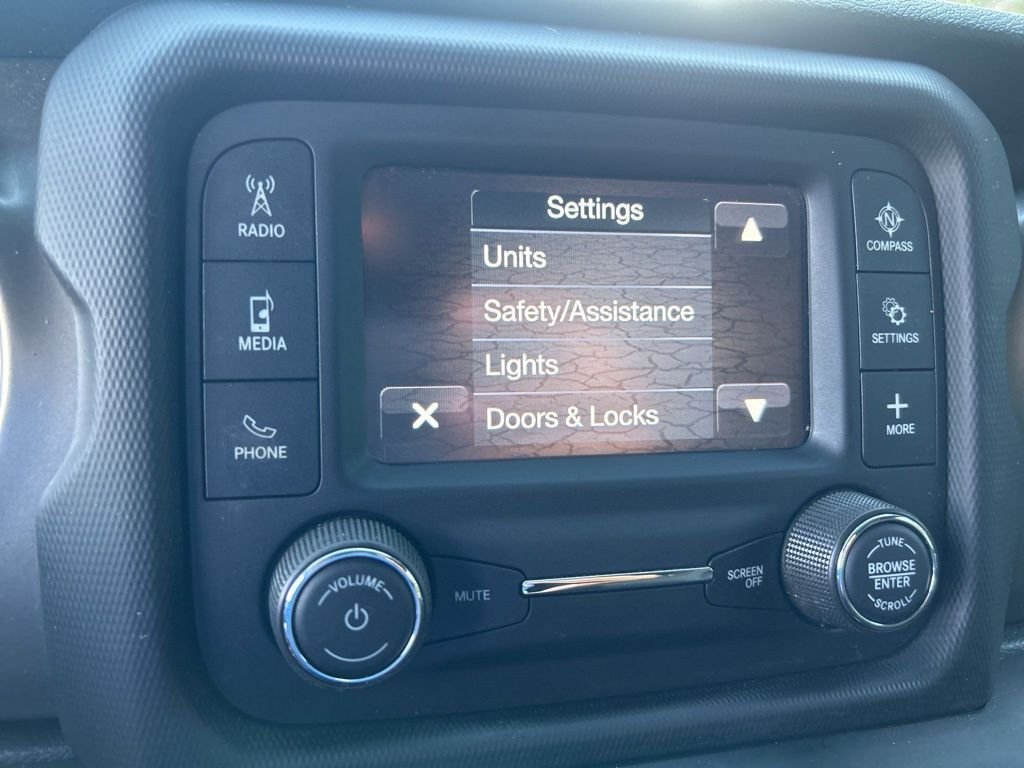 RADIO
MEDIA
PHONE
Settings
Units
Safety/Assistance
Lights
Doors & Locks
N
COMPASS
SETTINGS
MORE
VOLUME
MUTE
SCREEN
OFF
TUNE
BROWSE
ENTER
SCROLL